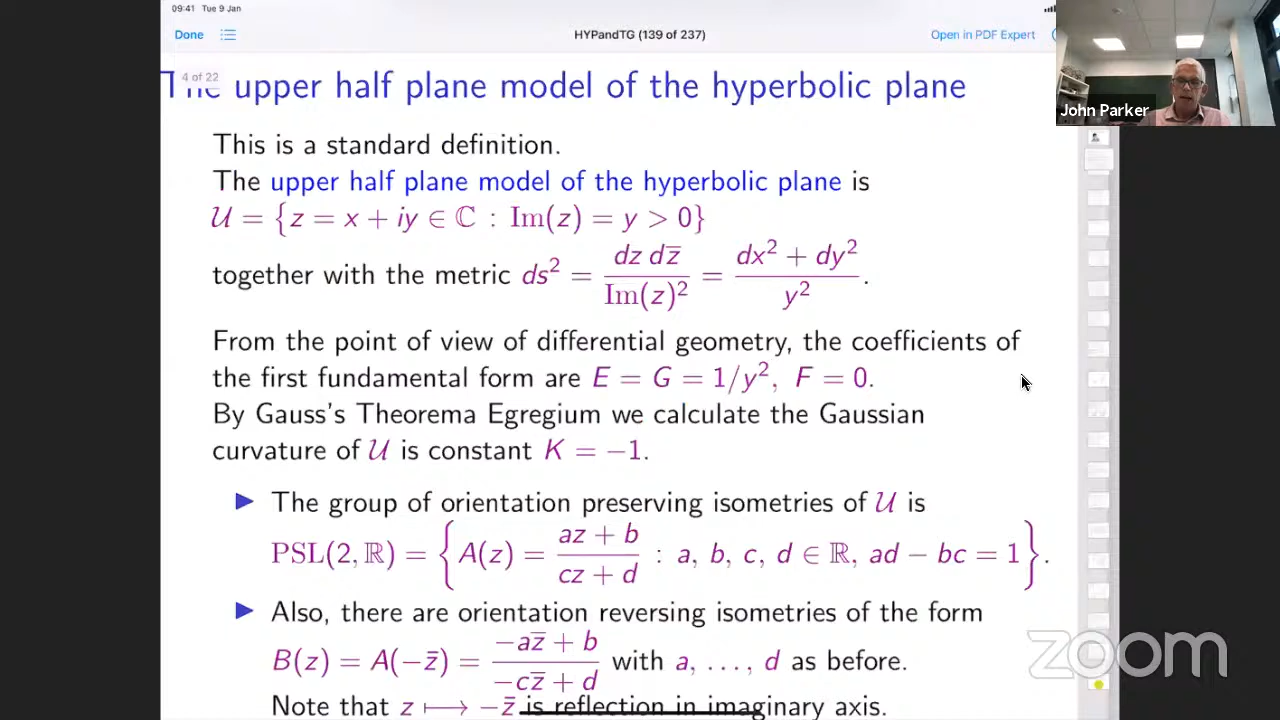 09:41 Tue 9 Jan
Done
HYPandTG (139 of 237)
Open in PDF Expert
John Parker
4 of 22
The upper half plane model of the hyperbolic plane
This is a standard definition.
The upper half plane model of the hyperbolic plane is
𝒰 = {z = x + iy ∈ ℂ : Im(z) = y > 0}
together with the metric ds² = dz dz̄ / Im(z)² = (dx² + dy²) / y².
From the point of view of differential geometry, the coefficients of
the first fundamental form are E = G = 1/y², F = 0.
By Gauss's Theorema Egregium we calculate the Gaussian
curvature of 𝒰 is constant K = −1.
▶ The group of orientation preserving isometries of 𝒰 is
PSL(2, ℝ) = { A(z) = (az + b) / (cz + d) : a, b, c, d ∈ ℝ, ad − bc = 1 }.
▶ Also, there are orientation reversing isometries of the form
B(z) = A(−z̄) = (−az̄ + b) / (−cz̄ + d) with a, …, d as before.
Note that z ⟼ −z̄ is reflection in imaginary axis.
zoom